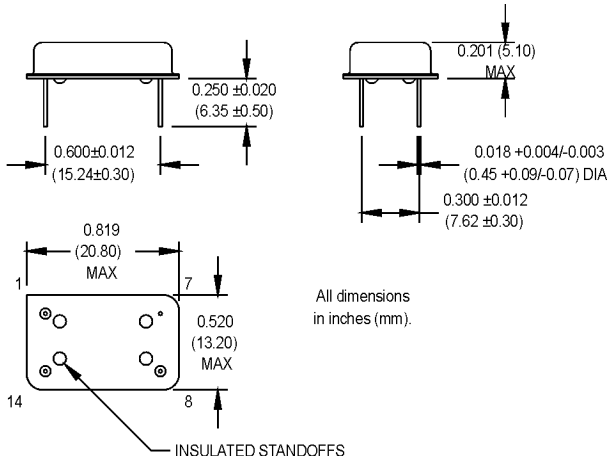 0.201 (5.10)
MAX
0.250 ±0.020
(6.35 ±0.50)
0.600±0.012
(15.24±0.30)
0.018 +0.004/-0.003
(0.45 +0.09/-0.07) DIA
0.300 ±0.012
(7.62 ±0.30)
0.819
(20.80)
MAX
1
7
0.520
(13.20)
MAX
All dimensions
in inches (mm).
14
8
INSULATED STANDOFFS